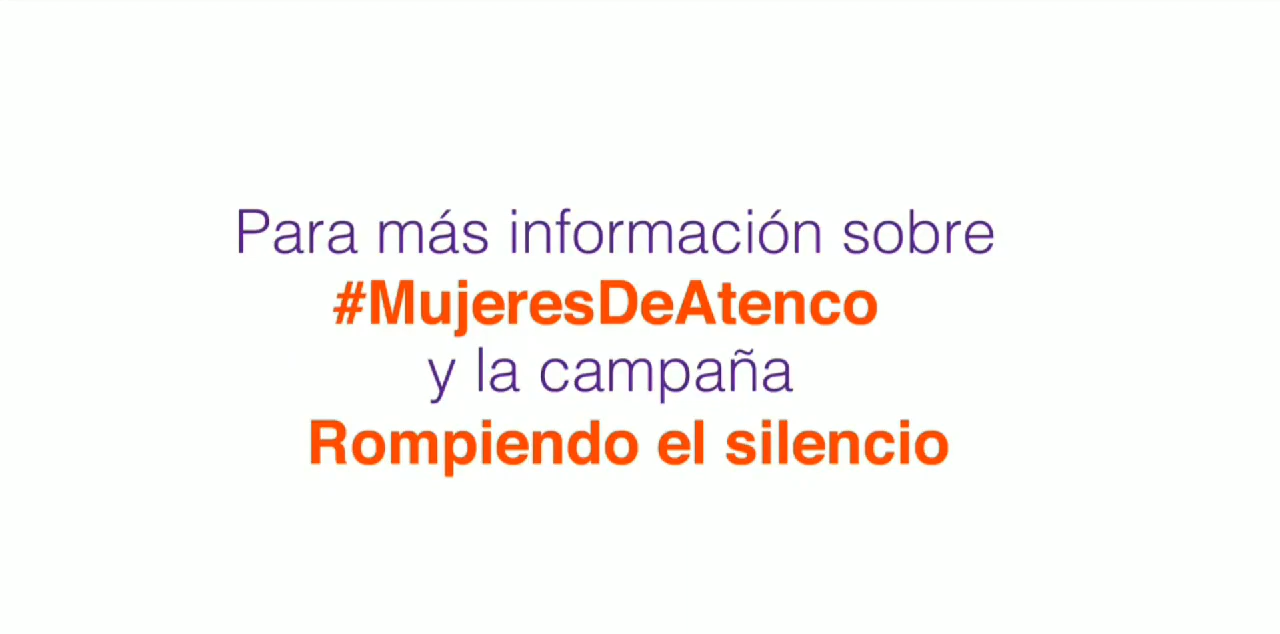 Para más información sobre
#MujeresDeAtenco
y la campaña
Rompiendo el silencio